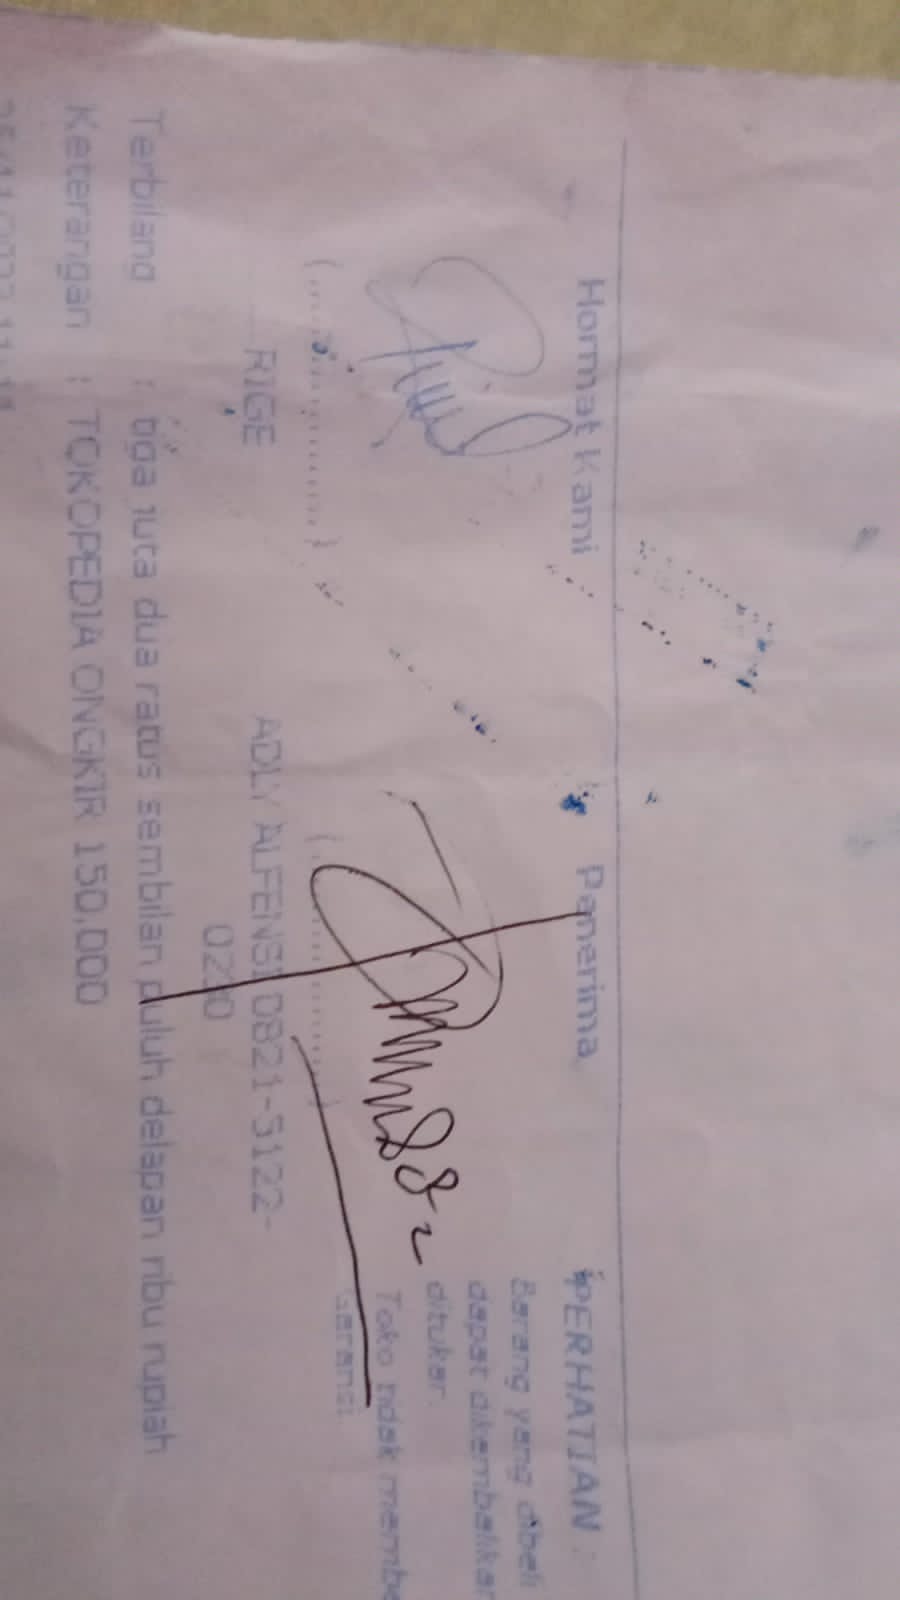 Hormat Kami Penerima PERHATIAN :
Barang yang dibeli
dapat dikembalikan
ditukar.
Toko tidak membe
Garansi.
(..................) (..................)
RIGE ADLY ALFENSI 0821-3122-
Terbilang : tiga juta dua ratus sembilan puluh delapan ribu rupiah
Keterangan : TOKOPEDIA ONGKIR 150,000